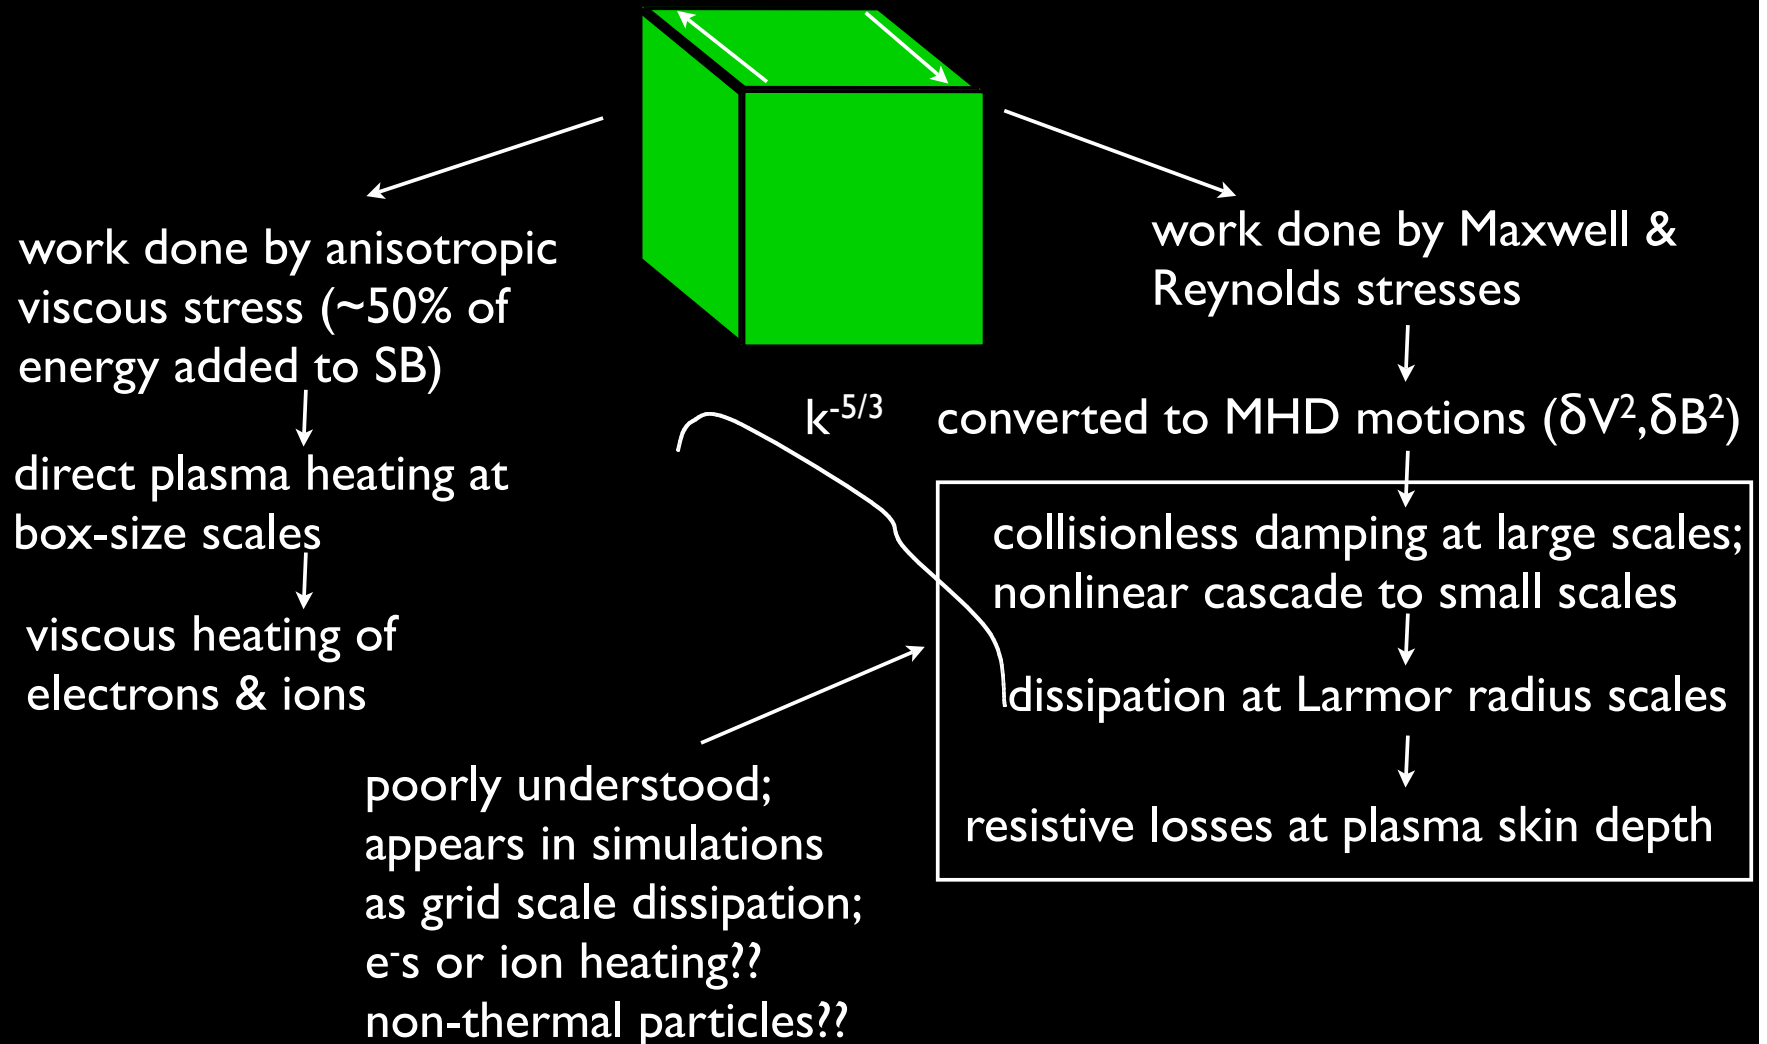 work done by anisotropic
viscous stress (~50% of
energy added to SB)
direct plasma heating at
box-size scales
viscous heating of
electrons & ions
work done by Maxwell &
Reynolds stresses
k⁻⁵/³
converted to MHD motions (δV²,δB²)
collisionless damping at large scales;
nonlinear cascade to small scales
dissipation at Larmor radius scales
resistive losses at plasma skin depth
poorly understood;
appears in simulations
as grid scale dissipation;
e⁻s or ion heating??
non-thermal particles??